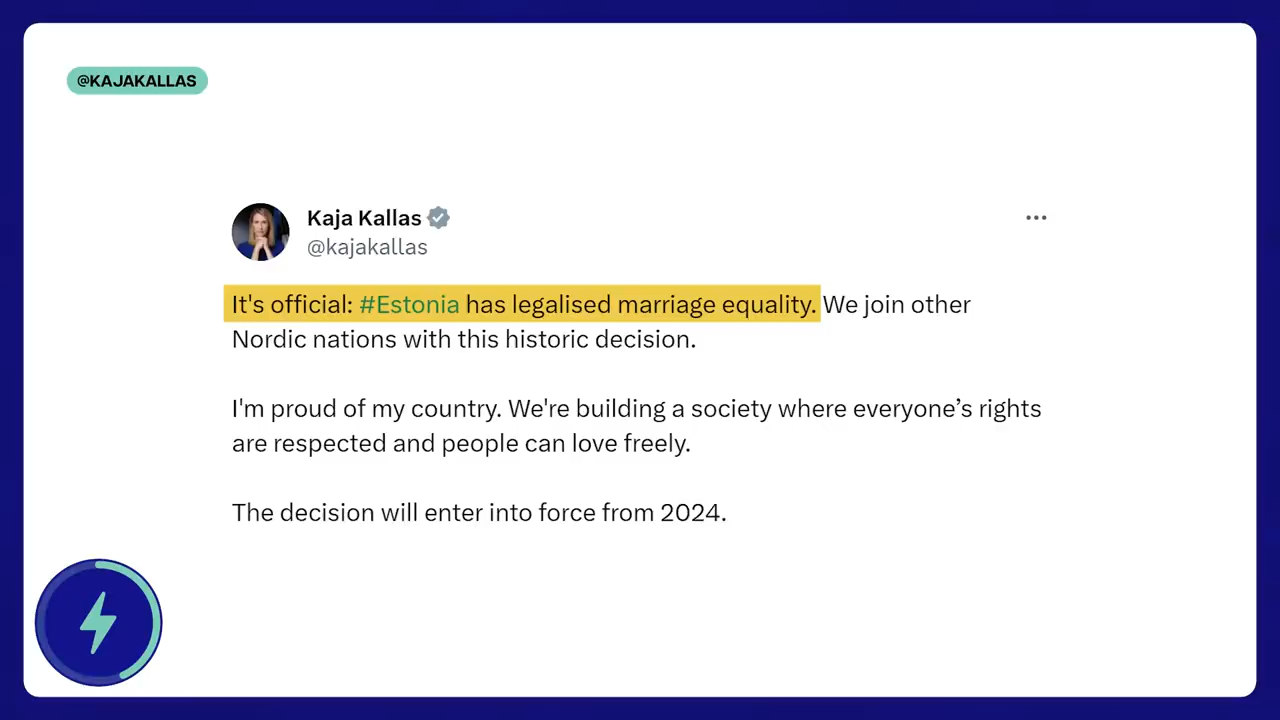 @KAJAKALLAS
Kaja Kallas
@kajakallas
It's official: #Estonia has legalised marriage equality. We join other
Nordic nations with this historic decision.
I'm proud of my country. We're building a society where everyone’s rights
are respected and people can love freely.
The decision will enter into force from 2024.